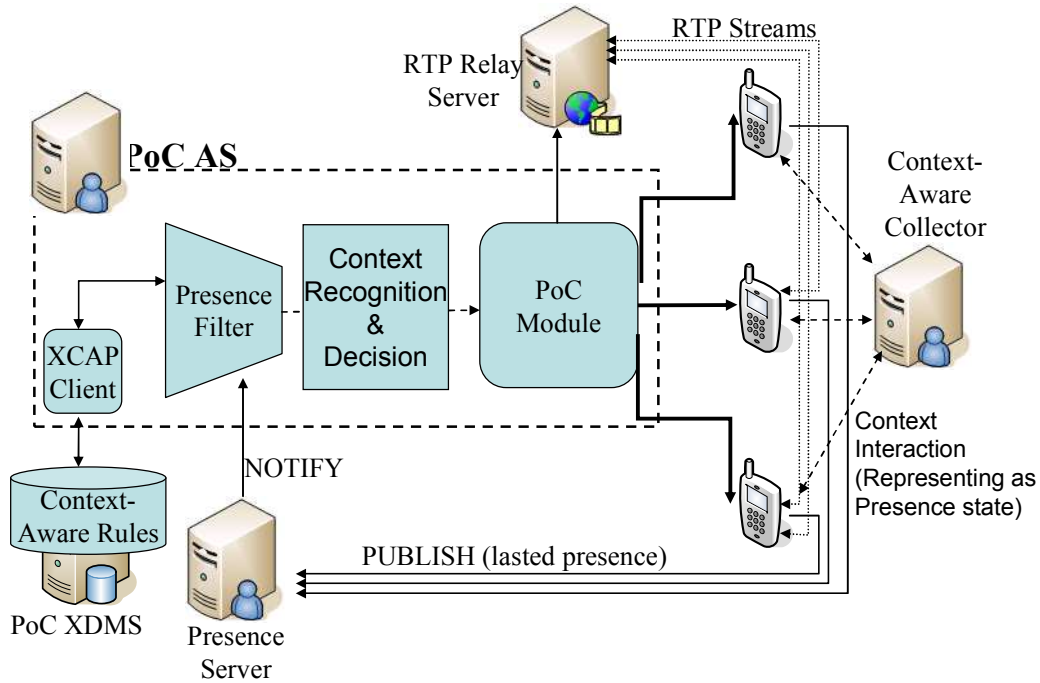 RTP Streams
RTP Relay
Server
PoC AS
Context-
Aware
Collector
Presence
Filter
Context
Recognition
&
Decision
PoC
Module
XCAP
Client
NOTIFY
Context
Interaction
(Representing as
Presence state)
Context-
Aware Rules
PUBLISH (lasted presence)
PoC XDMS
Presence
Server